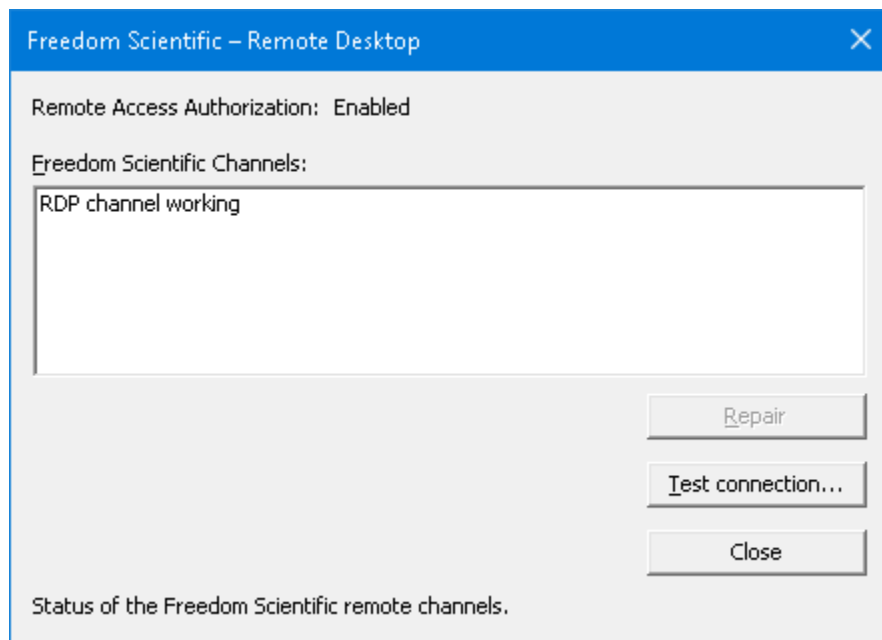 Freedom Scientific – Remote Desktop
Remote Access Authorization: Enabled
Freedom Scientific Channels:
RDP channel working
Repair
Test connection...
Close
Status of the Freedom Scientific remote channels.